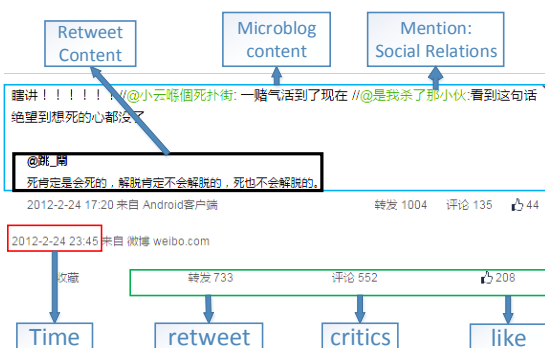 Retweet
Content
Microblog
content
Mention:
Social Relations
瞎讲！！！！！！//@小云喺個死扑街: 一赌气活到了现在 //@是我杀了那小伙:看到这句话
绝望到想死的心都没了
@跳_閙
死肯定是会死的，解脱肯定不会解脱的，死也不会解脱的。
2012-2-24 17:20 来自 Android客户端 转发 1004 评论 135 44
2012-2-24 23:45 来自 微博 weibo.com
收藏 转发 733 评论 552 208
Time
retweet
critics
like